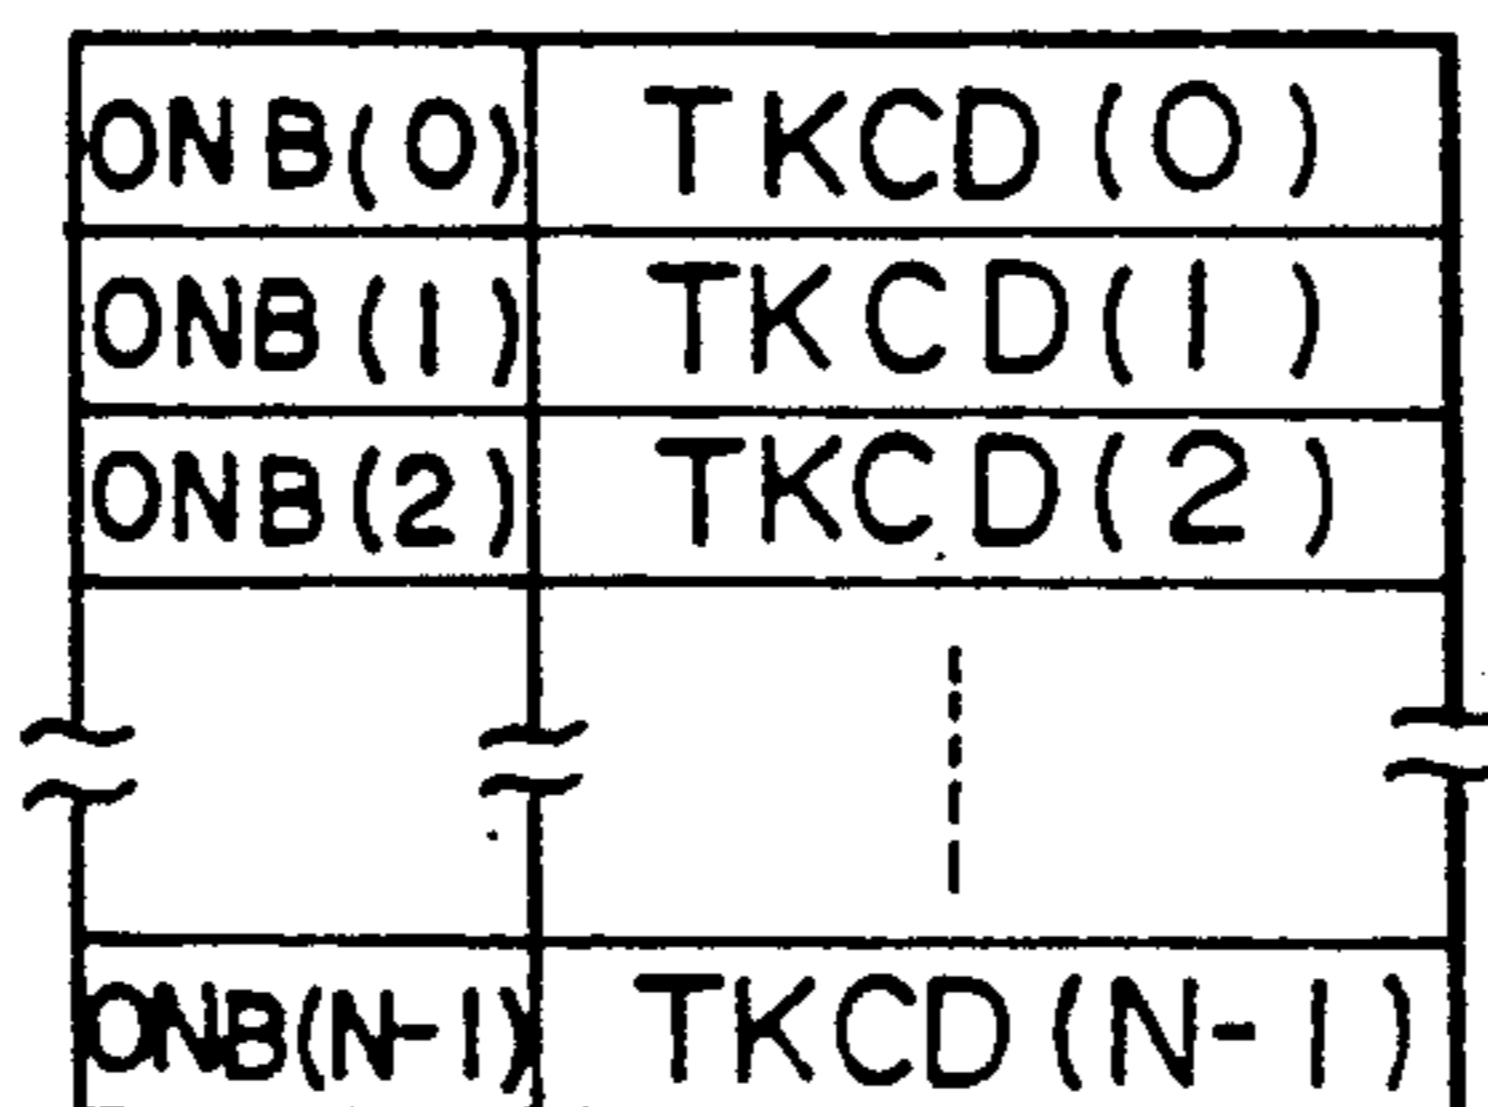 ONB(0) TKCD(0)
ONB(1) TKCD(1)
ONB(2) TKCD(2)
ONB(N-1) TKCD(N-1)